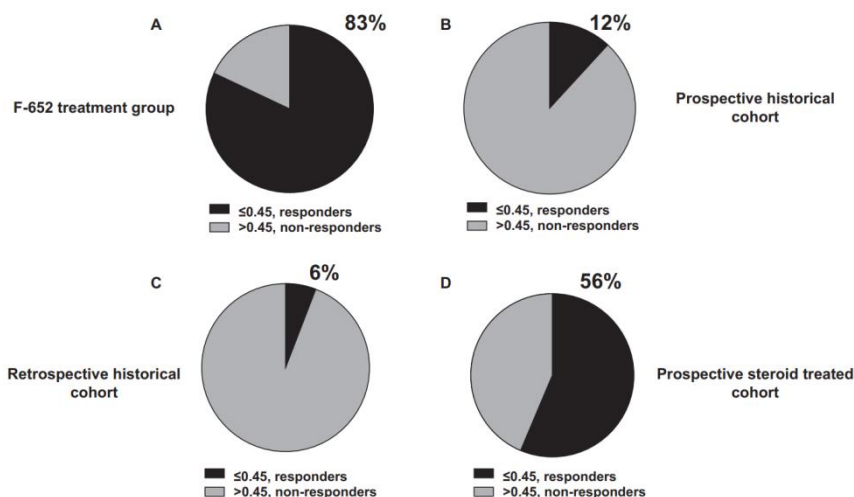 A
83%
F-652 treatment group
≤0.45, responders
>0.45, non-responders
B
12%
Prospective historical
cohort
≤0.45, responders
>0.45, non-responders
C
6%
Retrospective historical
cohort
≤0.45, responders
>0.45, non-responders
D
56%
Prospective steroid treated
cohort
≤0.45, responders
>0.45, non-responders